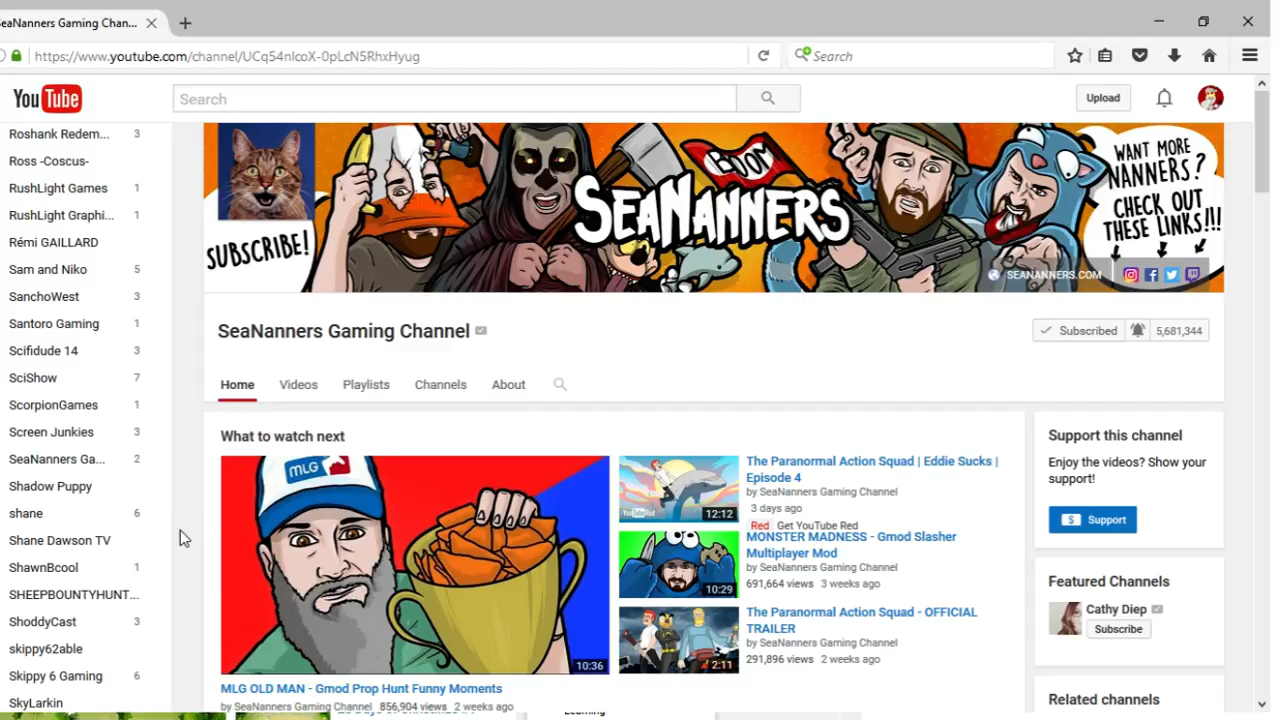 SeaNanners Gaming Chan...
https://www.youtube.com/channel/UCq54nlcoX-0pLcN5RhxHyug
Search
YouTube
Search
Upload
Roshank Redem... 3
Ross -Coscus-
RushLight Games 1
RushLight Graphi... 1
Rémi GAILLARD
Sam and Niko 5
SanchoWest 3
Santoro Gaming 1
Scifidude 14 3
SciShow 7
ScorpionGames 1
Screen Junkies 3
SeaNanners Ga... 2
Shadow Puppy
shane 6
Shane Dawson TV
ShawnBcool 1
SHEEPBOUNTYHUNT...
ShoddyCast 3
skippy62able
Skippy 6 Gaming 6
SkyLarkin
SUBSCRIBE!
BOOM
SEANANNERS
WANT MORE
NANNERS?
CHECK OUT
THESE LINKS!!!
SEANANNERS.COM
SeaNanners Gaming Channel
Subscribed 5,681,344
Home Videos Playlists Channels About
What to watch next
MLG
10:36
MLG OLD MAN - Gmod Prop Hunt Funny Moments
by SeaNanners Gaming Channel 856,904 views 2 weeks ago
YouTube Red
12:12
The Paranormal Action Squad | Eddie Sucks |
Episode 4
by SeaNanners Gaming Channel
3 days ago
Red Get YouTube Red
10:29
MONSTER MADNESS - Gmod Slasher
Multiplayer Mod
by SeaNanners Gaming Channel
691,664 views 3 weeks ago
2:11
The Paranormal Action Squad - OFFICIAL
TRAILER
by SeaNanners Gaming Channel
291,896 views 2 weeks ago
Support this channel
Enjoy the videos? Show your
support!
$ Support
Featured Channels
Cathy Diep
Subscribe
Related channels
Learning